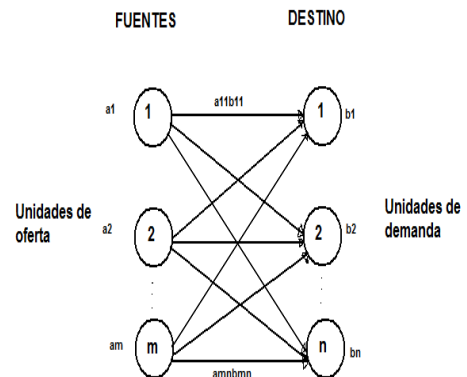 FUENTES DESTINO
a11b11
a1 1 1 b1
Unidades de oferta
a2 2 2 b2
Unidades de demanda
am m n bn
amnbmn